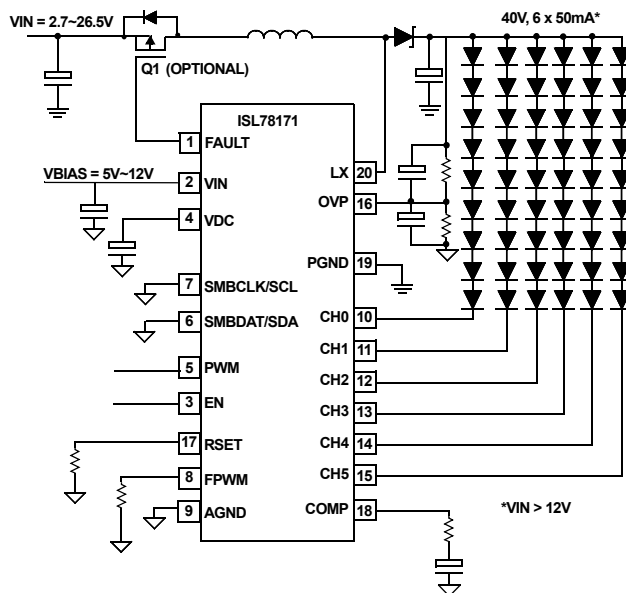 VIN = 2.7~26.5V
40V, 6 x 50mA*
Q1 (OPTIONAL)
ISL78171
1 FAULT
LX 20
VBIAS = 5V~12V
2 VIN
OVP 16
4 VDC
PGND 19
7 SMBCLK/SCL
CH0 10
6 SMBDAT/SDA
CH1 11
5 PWM
CH2 12
3 EN
CH3 13
17 RSET
CH4 14
8 FPWM
CH5 15
9 AGND
COMP 18
*VIN > 12V